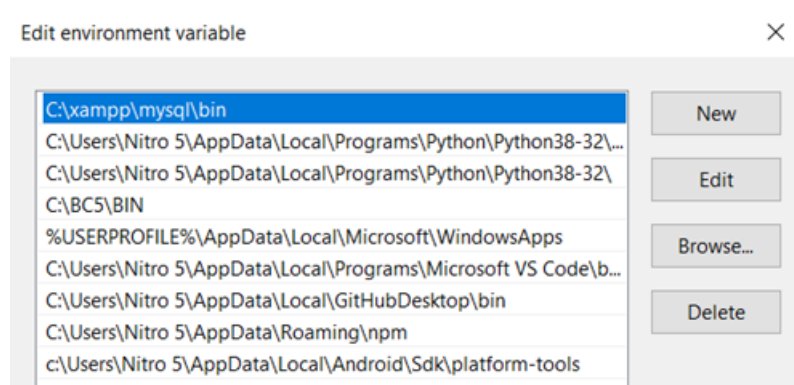 Edit environment variable
C:\xampp\mysql\bin
New
C:\Users\Nitro 5\AppData\Local\Programs\Python\Python38-32\...
C:\Users\Nitro 5\AppData\Local\Programs\Python\Python38-32\
Edit
C:\BC5\BIN
%USERPROFILE%\AppData\Local\Microsoft\WindowsApps
Browse...
C:\Users\Nitro 5\AppData\Local\Programs\Microsoft VS Code\b...
C:\Users\Nitro 5\AppData\Local\GitHubDesktop\bin
Delete
C:\Users\Nitro 5\AppData\Roaming\npm
c:\Users\Nitro 5\AppData\Local\Android\Sdk\platform-tools